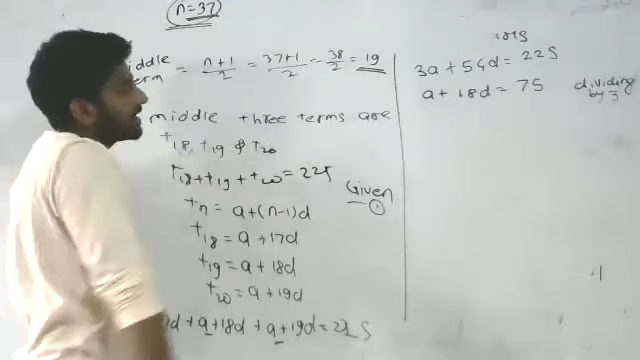 n=37
iddle term = n+1/2 = 37+1/2 = 38/2 = 19
middle three terms are
t18, t19 & t20
t18+t19+t20=225
Given
①
tn= a+(n-1)d
t18=a+17d
t19=a+18d
t20=a+19d
d+a+18d+a+19d=225
3a+54d=225
a+18d=75 dividing by 3